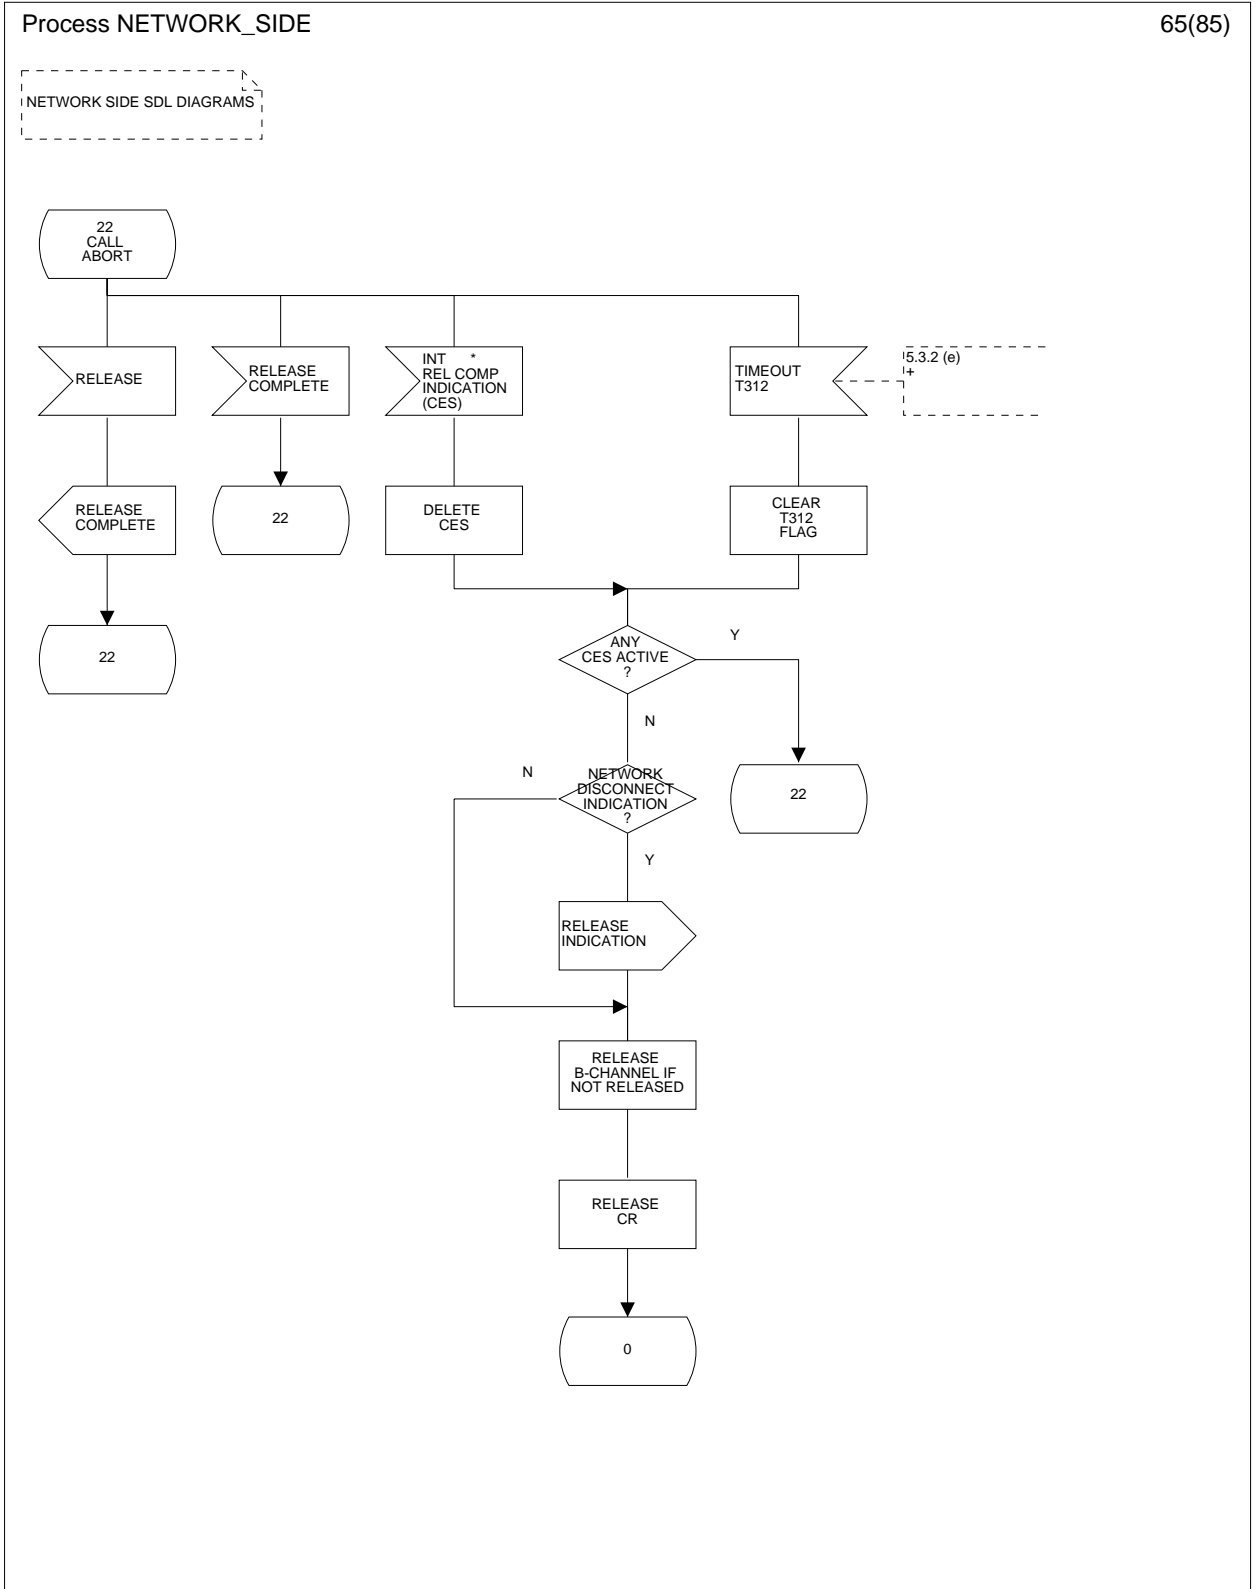 Process NETWORK_SIDE
65(85)
NETWORK SIDE SDL DIAGRAMS
22
CALL
ABORT
RELEASE
RELEASE
COMPLETE
INT *
REL COMP
INDICATION
(CES)
TIMEOUT
T312
5.3.2 (e)
+
RELEASE
COMPLETE
22
DELETE
CES
CLEAR
T312
FLAG
22
ANY
CES ACTIVE
?
Y
N
NETWORK
DISCONNECT
INDICATION
?
N
22
Y
RELEASE
INDICATION
RELEASE
B-CHANNEL IF
NOT RELEASED
RELEASE
CR
0